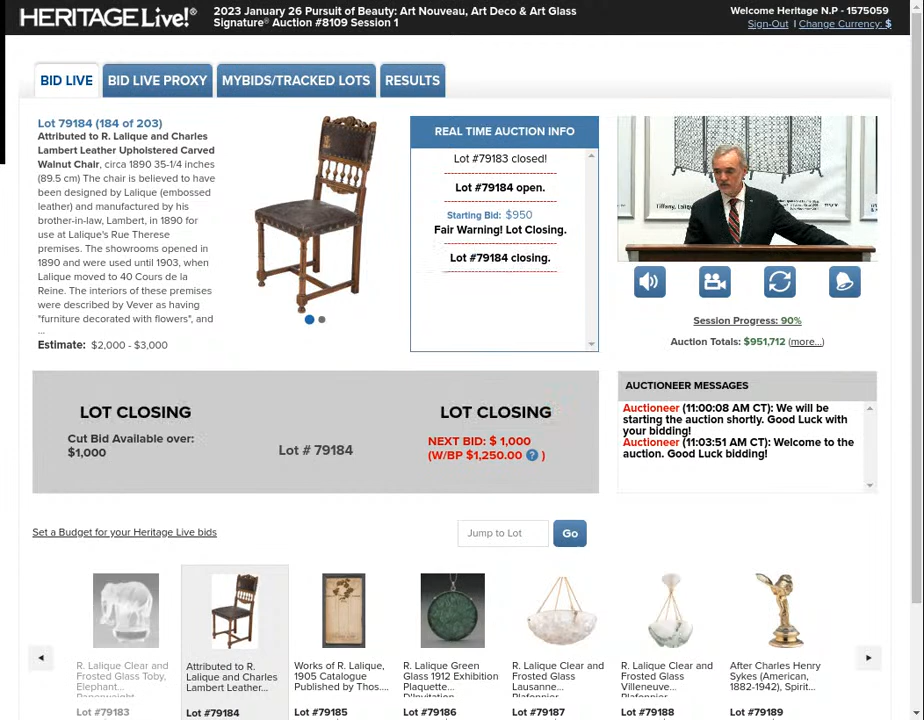 HERITAGE Live!®
2023 January 26 Pursuit of Beauty: Art Nouveau, Art Deco & Art Glass
Signature® Auction #8109 Session 1
Welcome Heritage N.P - 1575059
Sign-Out | Change Currency: $
BID LIVE
BID LIVE PROXY
MYBIDS/TRACKED LOTS
RESULTS
Lot 79184 (184 of 203)
Attributed to R. Lalique and Charles
Lambert Leather Upholstered Carved
Walnut Chair, circa 1890 35-1/4 inches
(89.5 cm) The chair is believed to have
been designed by Lalique (embossed
leather) and manufactured by his
brother-in-law, Lambert, in 1890 for
use at Lalique's Rue Therese
premises. The showrooms opened in
1890 and were used until 1903, when
Lalique moved to 40 Cours de la
Reine. The interiors of these premises
were described by Vever as having
"furniture decorated with flowers", and
...
Estimate: $2,000 - $3,000
REAL TIME AUCTION INFO
Lot #79183 closed!
Lot #79184 open.
Starting Bid: $950
Fair Warning! Lot Closing.
Lot #79184 closing.
Tiffany, Tiles
Session Progress: 90%
Auction Totals: $951,712 (more...)
LOT CLOSING
Cut Bid Available over:
$1,000
Lot # 79184
LOT CLOSING
NEXT BID: $ 1,000
(W/BP $1,250.00 ? )
AUCTIONEER MESSAGES
Auctioneer (11:00:08 AM CT): We will be
starting the auction shortly. Good Luck with
your bidding!
Auctioneer (11:03:51 AM CT): Welcome to the
auction. Good Luck bidding!
Set a Budget for your Heritage Live bids
Jump to Lot
Go
R. Lalique Clear and
Frosted Glass Toby,
Elephant...
Paperweight
Lot #79183
Attributed to R.
Lalique and Charles
Lambert Leather...
Lot #79184
Works of R. Lalique,
1905 Catalogue
Published by Thos....
Lot #79185
R. Lalique Green
Glass 1912 Exhibition
Plaquette...
D'Invitation
Lot #79186
R. Lalique Clear and
Frosted Glass
Lausanne...
Plafonnier
Lot #79187
R. Lalique Clear and
Frosted Glass
Villeneuve...
Plafonnier
Lot #79188
After Charles Henry
Sykes (American,
1882-1942), Spirit...
Lot #79189